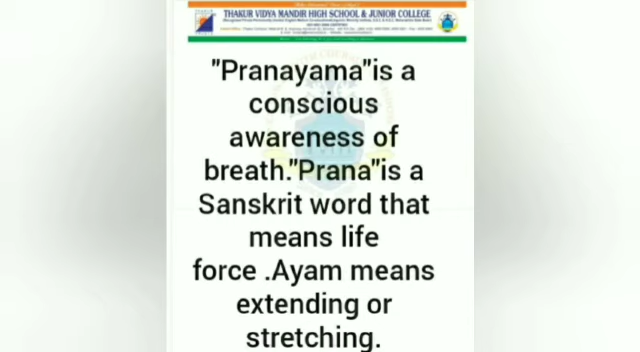 THAKUR VIDYA MANDIR HIGH SCHOOL & JUNIOR COLLEGE
"Pranayama"is a
conscious
awareness of
breath."Prana"is a
Sanskrit word that
means life
force .Ayam means
extending or
stretching.